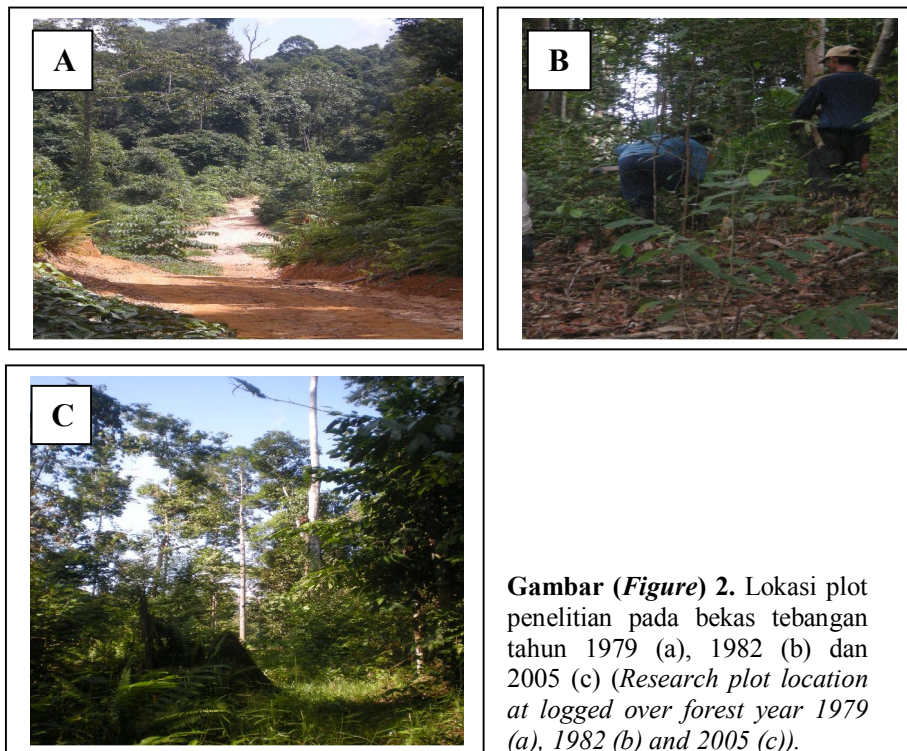 A
B
C
Gambar (Figure) 2. Lokasi plot
penelitian pada bekas tebangan
tahun 1979 (a), 1982 (b) dan
2005 (c) (Research plot location
at logged over forest year 1979
(a), 1982 (b) and 2005 (c)).